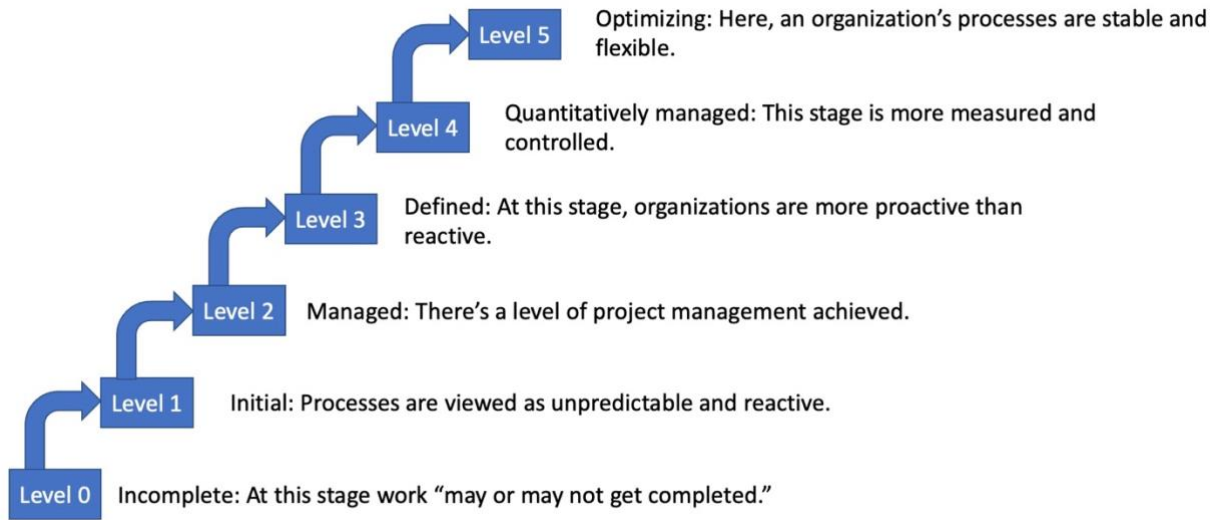 Level 5
Optimizing: Here, an organization’s processes are stable and
flexible.
Level 4
Quantitatively managed: This stage is more measured and
controlled.
Level 3
Defined: At this stage, organizations are more proactive than
reactive.
Level 2
Managed: There’s a level of project management achieved.
Level 1
Initial: Processes are viewed as unpredictable and reactive.
Level 0
Incomplete: At this stage work “may or may not get completed.”